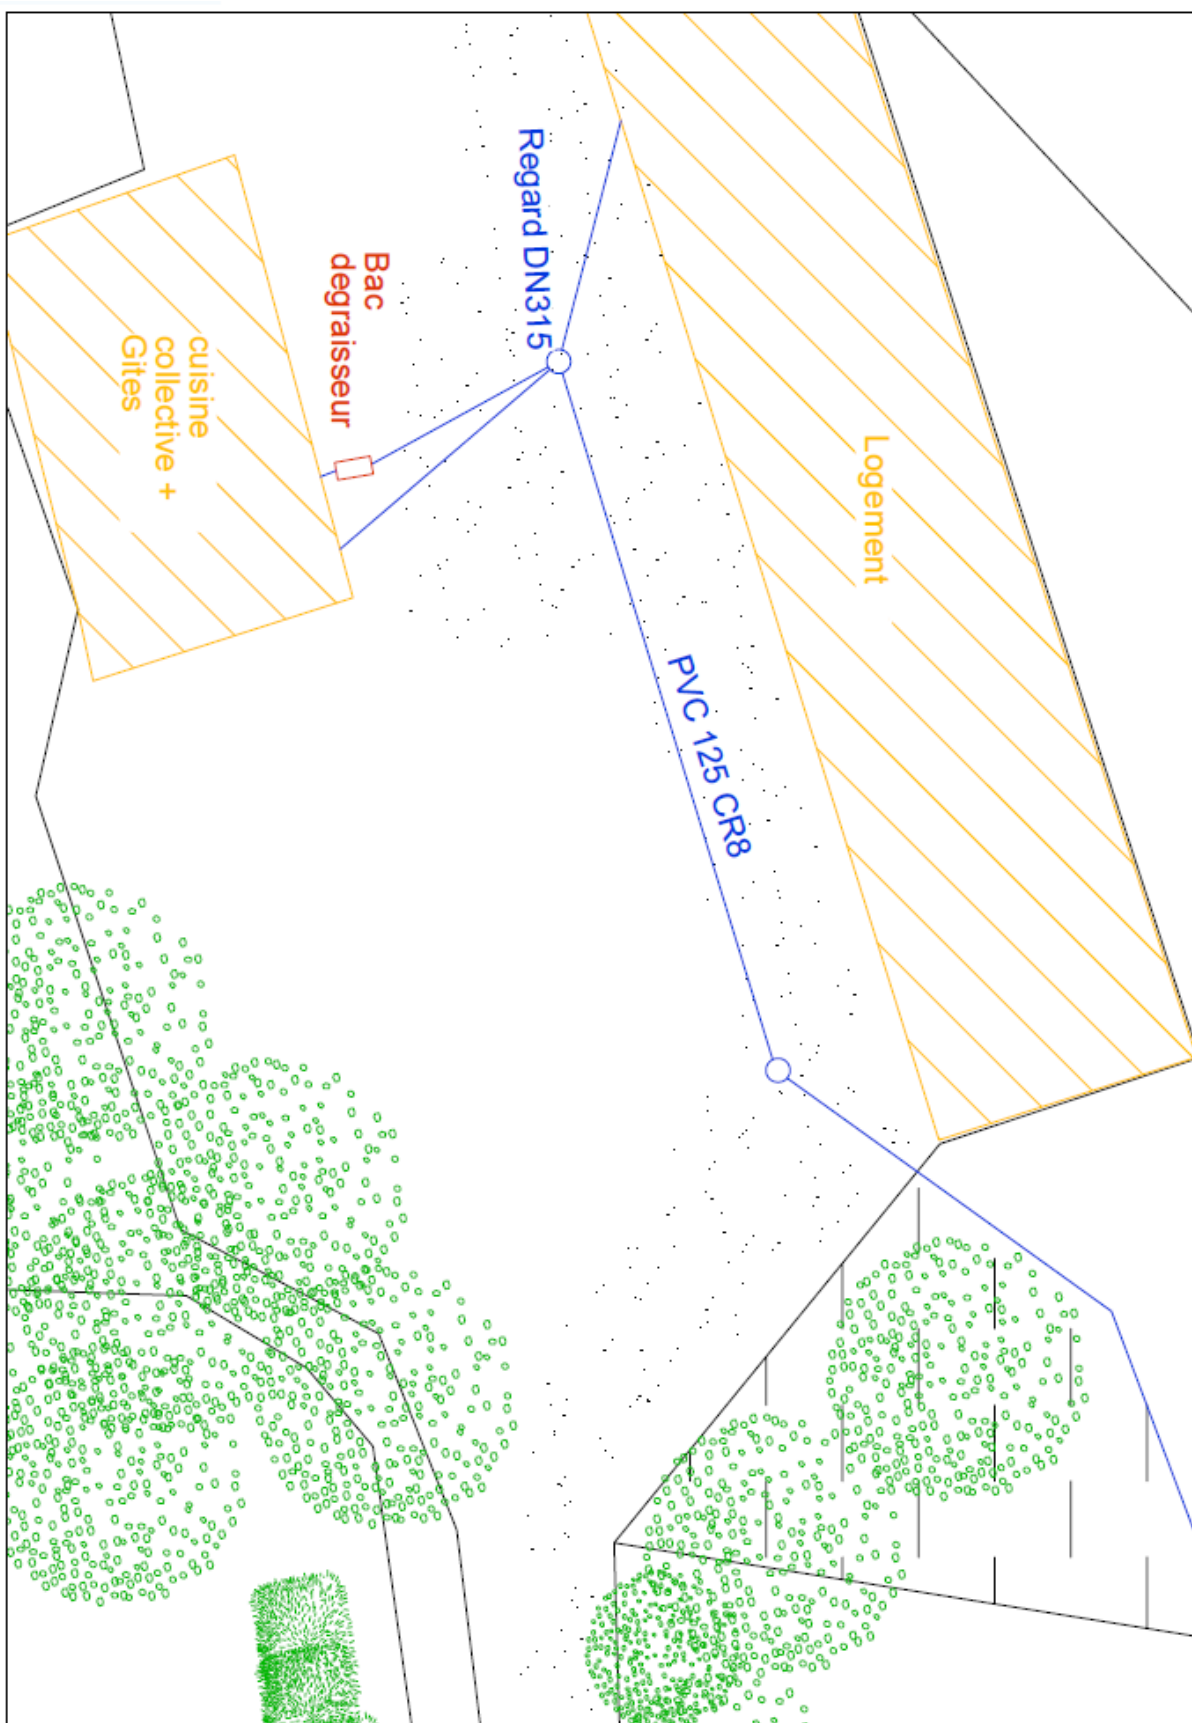 Regard DN315
Bac
degraisseur
cuisine
collective +
Gites
Logement
PVC 125 CR8